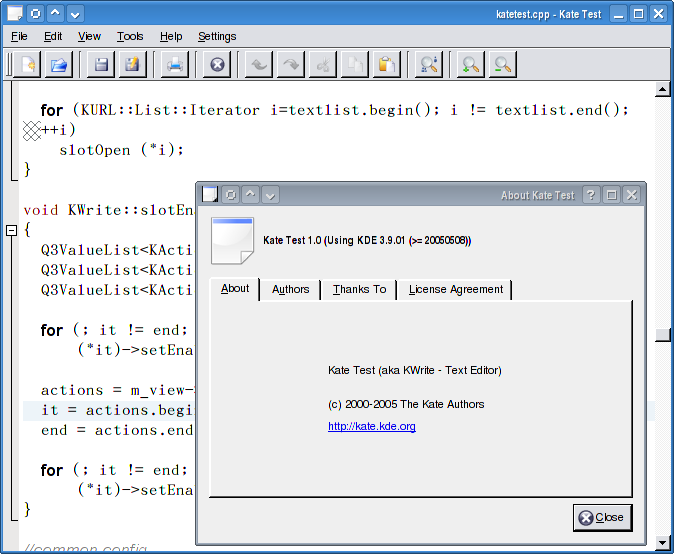 katetest.cpp - Kate Test
File Edit View Tools Help Settings
for (KURL::List::Iterator i=textlist.begin(); i != textlist.end();
++i)
slotOpen (*i);
}
void KWrite::slotEna
{
Q3ValueList<KActi
Q3ValueList<KActi
Q3ValueList<KActi
for (; it != end;
(*it)->setEna
actions = m_view-
it = actions.begi
end = actions.end
for (; it != end;
(*it)->setEna
}
//common config
About Kate Test
Kate Test 1.0 (Using KDE 3.9.01 (>= 20050508))
About Authors Thanks To License Agreement
Kate Test (aka KWrite - Text Editor)
(c) 2000-2005 The Kate Authors
http://kate.kde.org
Close